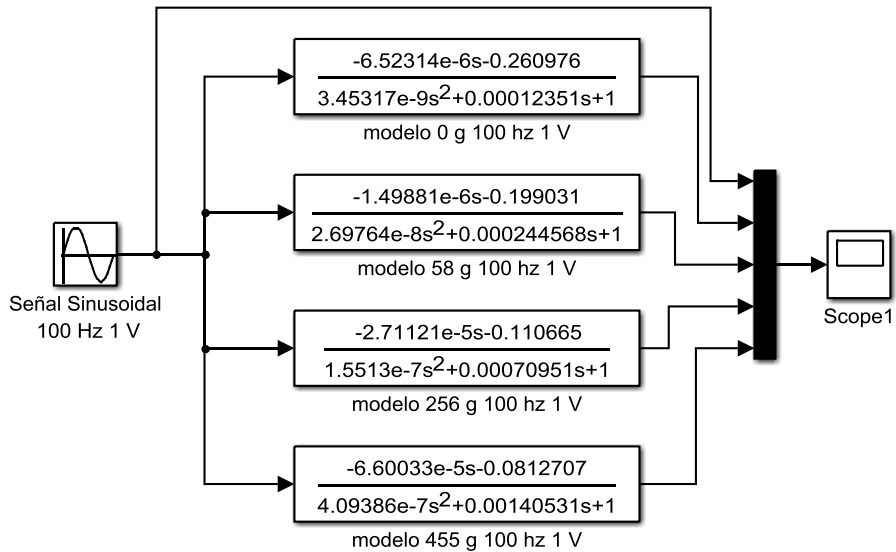 -6.52314e-6s-0.260976
3.45317e-9s2+0.00012351s+1
modelo 0 g 100 hz 1 V
-1.49881e-6s-0.199031
2.69764e-8s2+0.000244568s+1
modelo 58 g 100 hz 1 V
Señal Sinusoidal
100 Hz 1 V
Scope1
-2.71121e-5s-0.110665
1.5513e-7s2+0.00070951s+1
modelo 256 g 100 hz 1 V
-6.60033e-5s-0.0812707
4.09386e-7s2+0.00140531s+1
modelo 455 g 100 hz 1 V